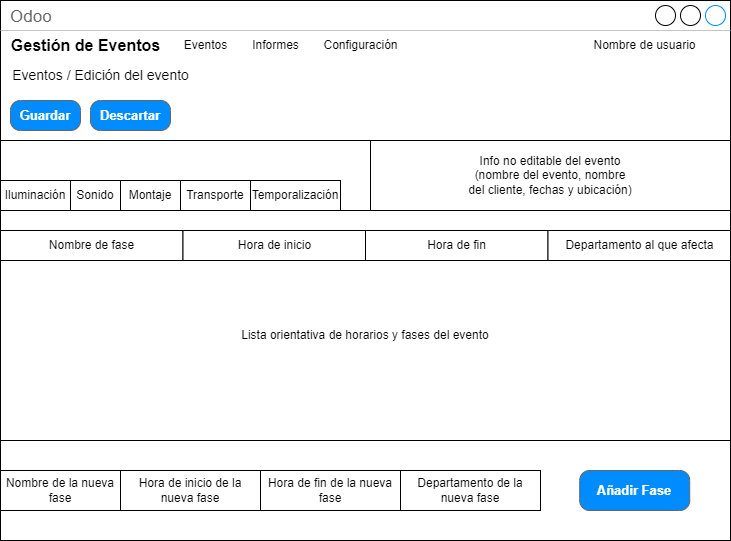 Odoo
Gestión de Eventos Eventos Informes Configuración Nombre de usuario
Eventos / Edición del evento
Guardar Descartar
Info no editable del evento
(nombre del evento, nombre
del cliente, fechas y ubicación)
Iluminación Sonido Montaje Transporte Temporalización
Nombre de fase Hora de inicio Hora de fin Departamento al que afecta
Lista orientativa de horarios y fases del evento
Nombre de la nueva
fase
Hora de inicio de la
nueva fase
Hora de fin de la nueva
fase
Departamento de la
nueva fase
Añadir Fase